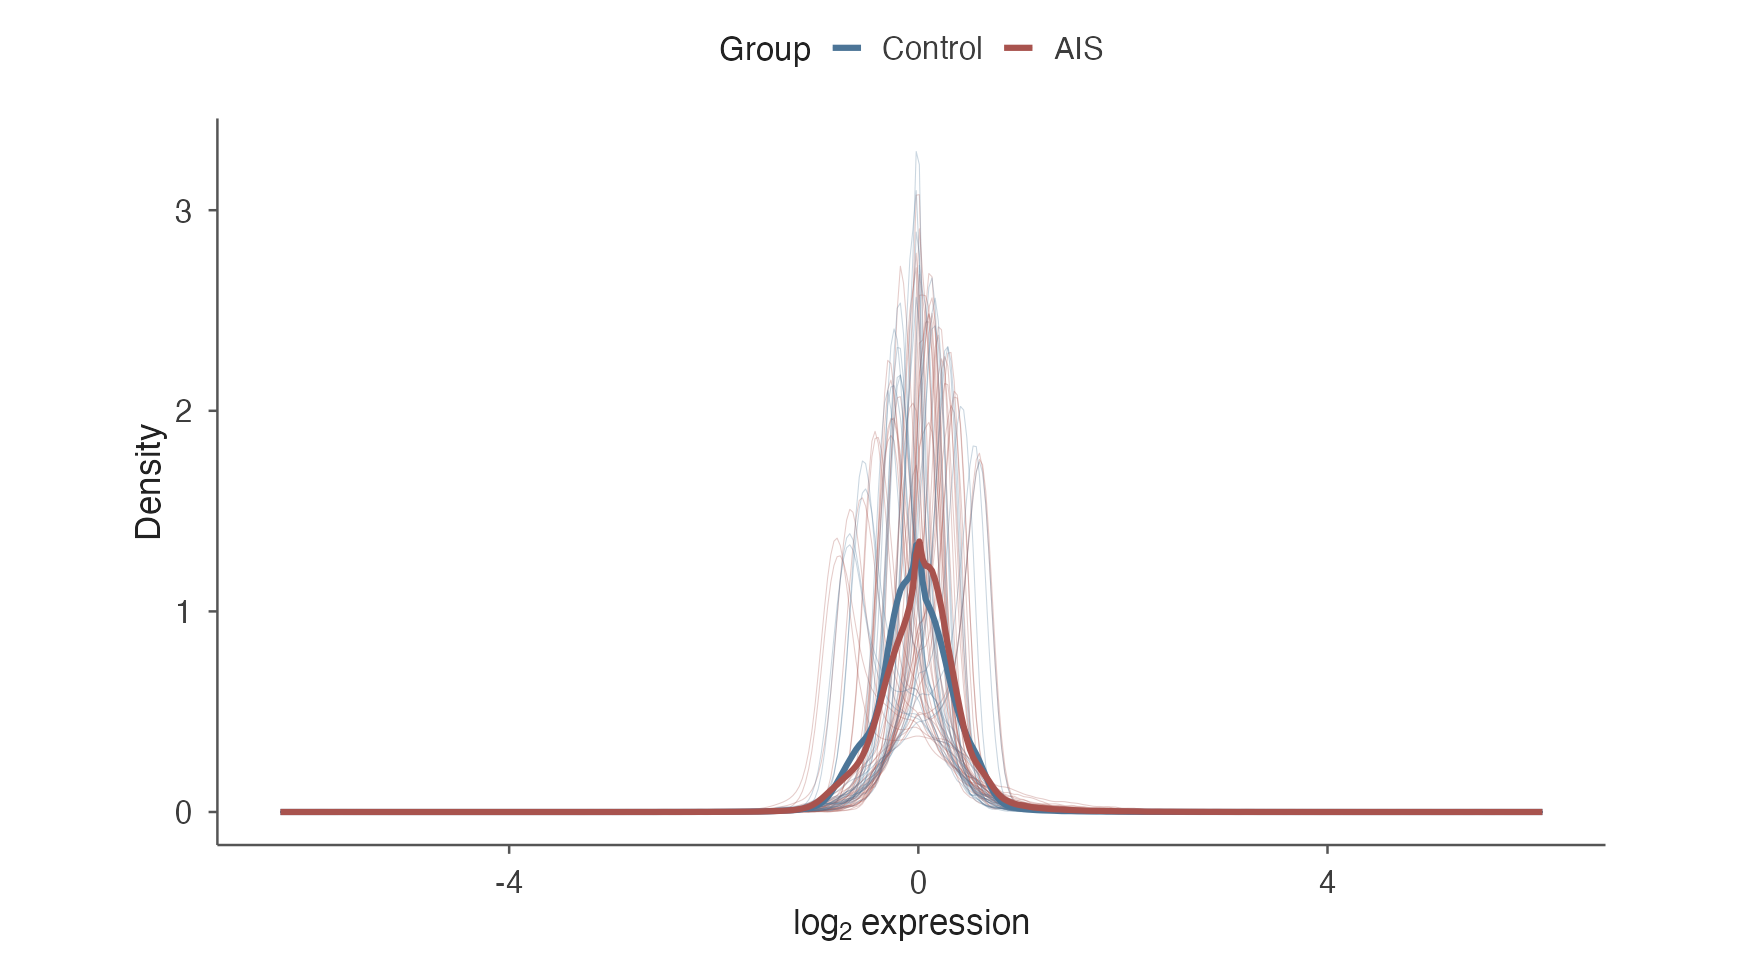 Group Control AIS
3
2
1
0
Density
-4 0 4
log₂ expression